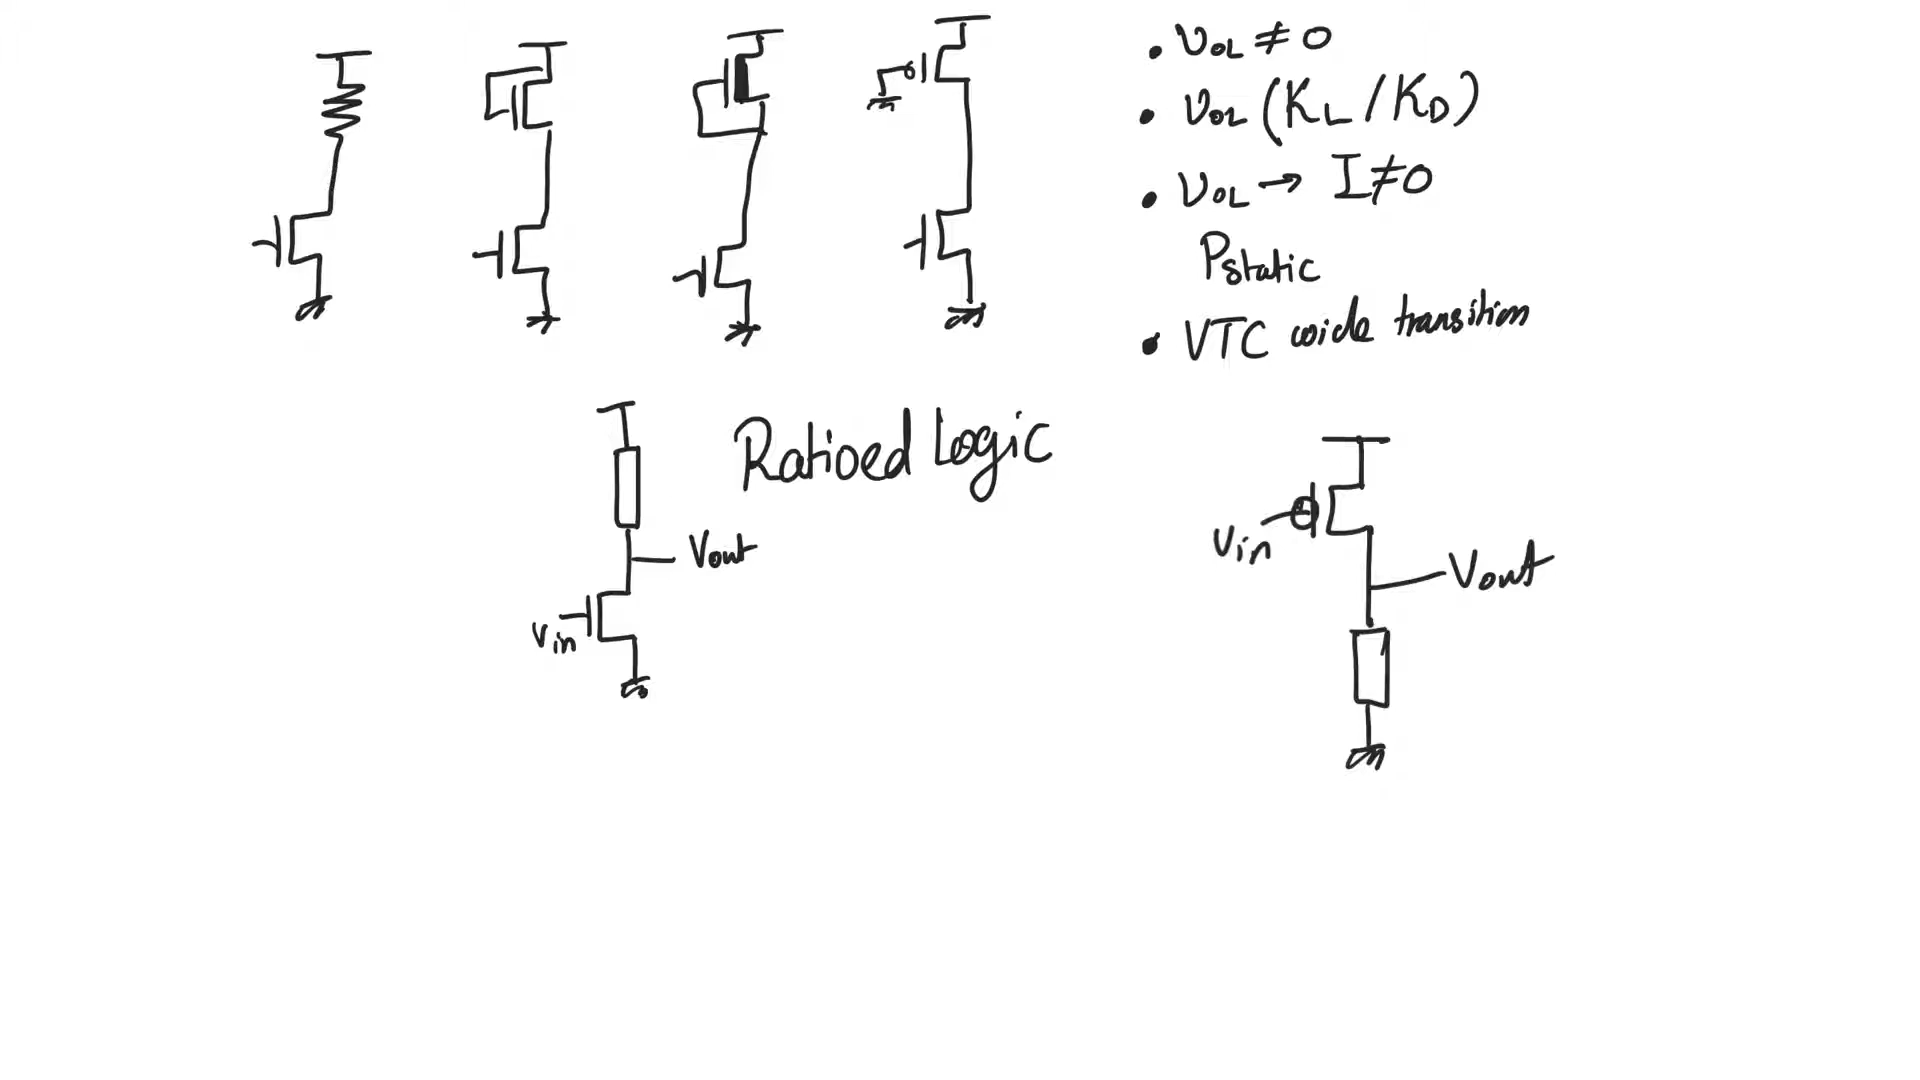 • VOL ≠ 0
• VOL (KL/KD)
• VOL → I≠0
Pstatic
• VTC wide transition
Ratioed Logic
Vout
Vin
Vin
Vout